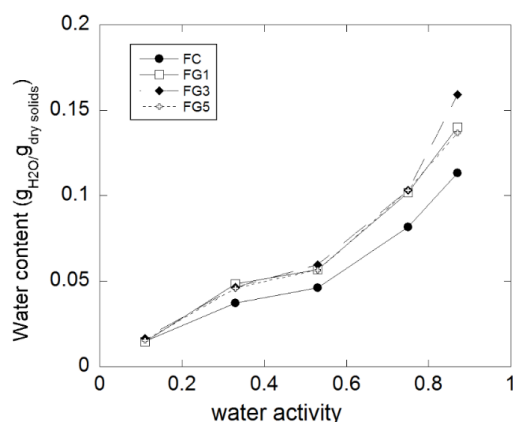 0.2
0.15
0.1
0.05
0
FC
FG1
FG3
FG5
Water content (gH2O/gdry solids)
0
0.2
0.4
0.6
0.8
1
water activity